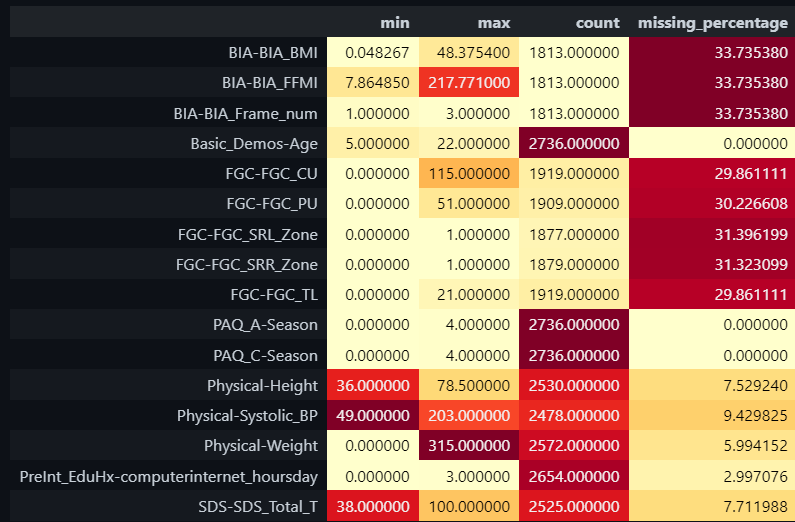 min max count missing_percentage
BIA-BIA_BMI 0.048267 48.375400 1813.000000 33.735380
BIA-BIA_FFMI 7.864850 217.771000 1813.000000 33.735380
BIA-BIA_Frame_num 1.000000 3.000000 1813.000000 33.735380
Basic_Demos-Age 5.000000 22.000000 2736.000000 0.000000
FGC-FGC_CU 0.000000 115.000000 1919.000000 29.861111
FGC-FGC_PU 0.000000 51.000000 1909.000000 30.226608
FGC-FGC_SRL_Zone 0.000000 1.000000 1877.000000 31.396199
FGC-FGC_SRR_Zone 0.000000 1.000000 1879.000000 31.323099
FGC-FGC_TL 0.000000 21.000000 1919.000000 29.861111
PAQ_A-Season 0.000000 4.000000 2736.000000 0.000000
PAQ_C-Season 0.000000 4.000000 2736.000000 0.000000
Physical-Height 36.000000 78.500000 2530.000000 7.529240
Physical-Systolic_BP 49.000000 203.000000 2478.000000 9.429825
Physical-Weight 0.000000 315.000000 2572.000000 5.994152
PreInt_EduHx-computerinternet_hoursday 0.000000 3.000000 2654.000000 2.997076
SDS-SDS_Total_T 38.000000 100.000000 2525.000000 7.711988